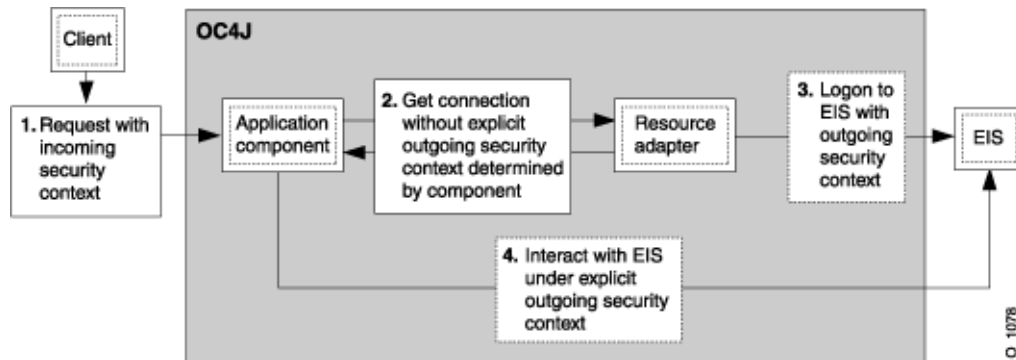 OC4J
Client
1. Request with
incoming
security
context
Application
component
2. Get connection
without explicit
outgoing security
context determined
by component
Resource
adapter
3. Logon to
EIS with
outgoing
security
context
EIS
4. Interact with EIS
under explicit
outgoing security
context
O_1078